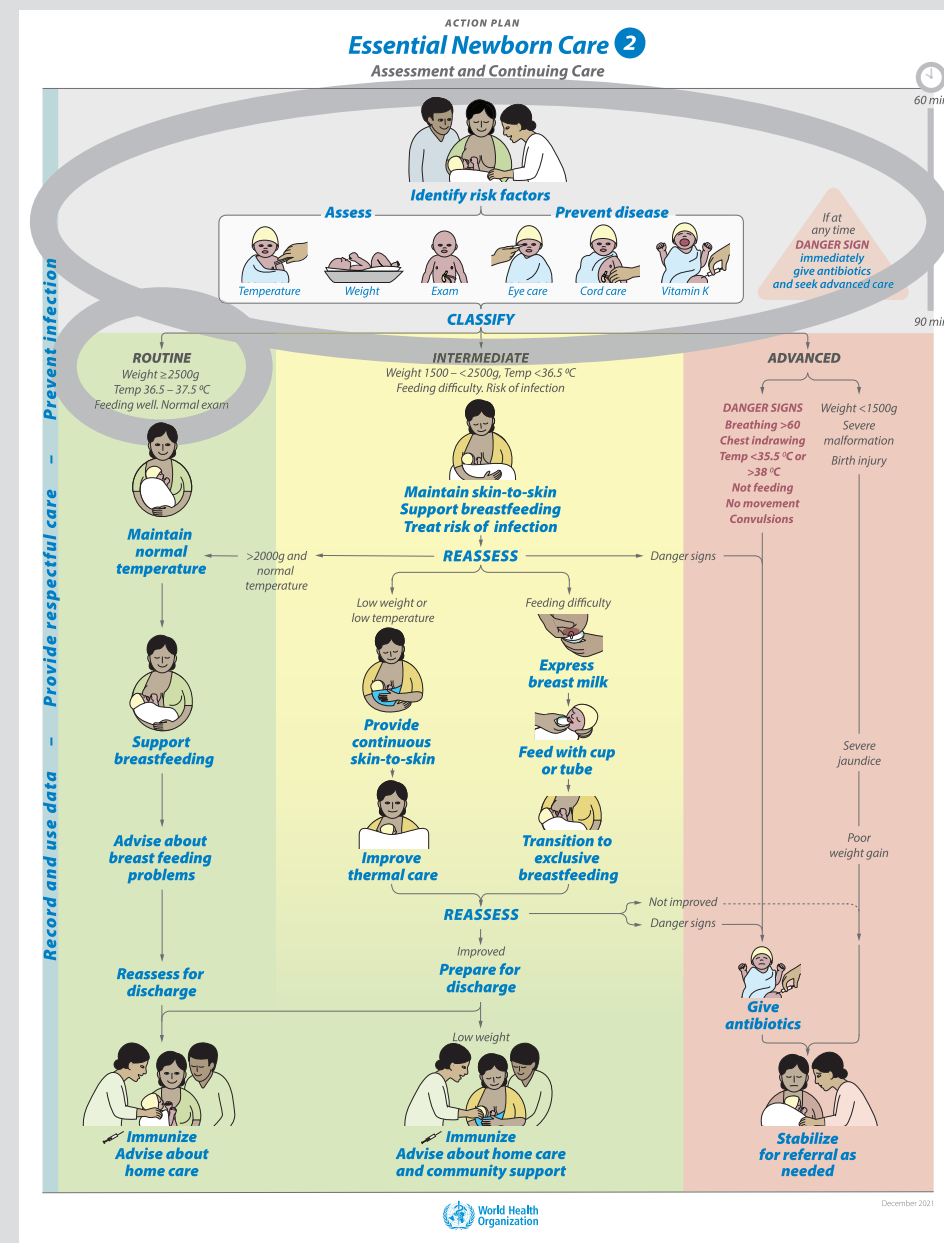 ACTION PLAN
Essential Newborn Care 2
Assessment and Continuing Care
60 min
Identify risk factors
Assess
Prevent disease
Temperature
Weight
Exam
Eye care
Cord care
Vitamin K
If at
any time
DANGER SIGN
immediately
give antibiotics
and seek advanced care
CLASSIFY
90 min
Record and use data – Provide respectful care – Prevent infection
ROUTINE
Weight ≥2500g
Temp 36.5 – 37.5 ºC
Feeding well. Normal exam
Maintain
normal
temperature
Support
breastfeeding
Advise about
breast feeding
problems
Reassess for
discharge
Immunize
Advise about
home care
INTERMEDIATE
Weight 1500 – <2500g, Temp <36.5 ºC
Feeding difficulty. Risk of infection
Maintain skin-to-skin
Support breastfeeding
Treat risk of infection
REASSESS
>2000g and
normal
temperature
Danger signs
Low weight or
low temperature
Provide
continuous
skin-to-skin
Improve
thermal care
Feeding difficulty
Express
breast milk
Feed with cup
or tube
Transition to
exclusive
breastfeeding
REASSESS
Not improved
Danger signs
Improved
Prepare for
discharge
Low weight
Immunize
Advise about home care
and community support
ADVANCED
DANGER SIGNS
Breathing >60
Chest indrawing
Temp <35.5 ºC or
>38 ºC
Not feeding
No movement
Convulsions
Weight <1500g
Severe
malformation
Birth injury
Severe
jaundice
Poor
weight gain
Give
antibiotics
Stabilize
for referral as
needed
World Health
Organization
December 2021